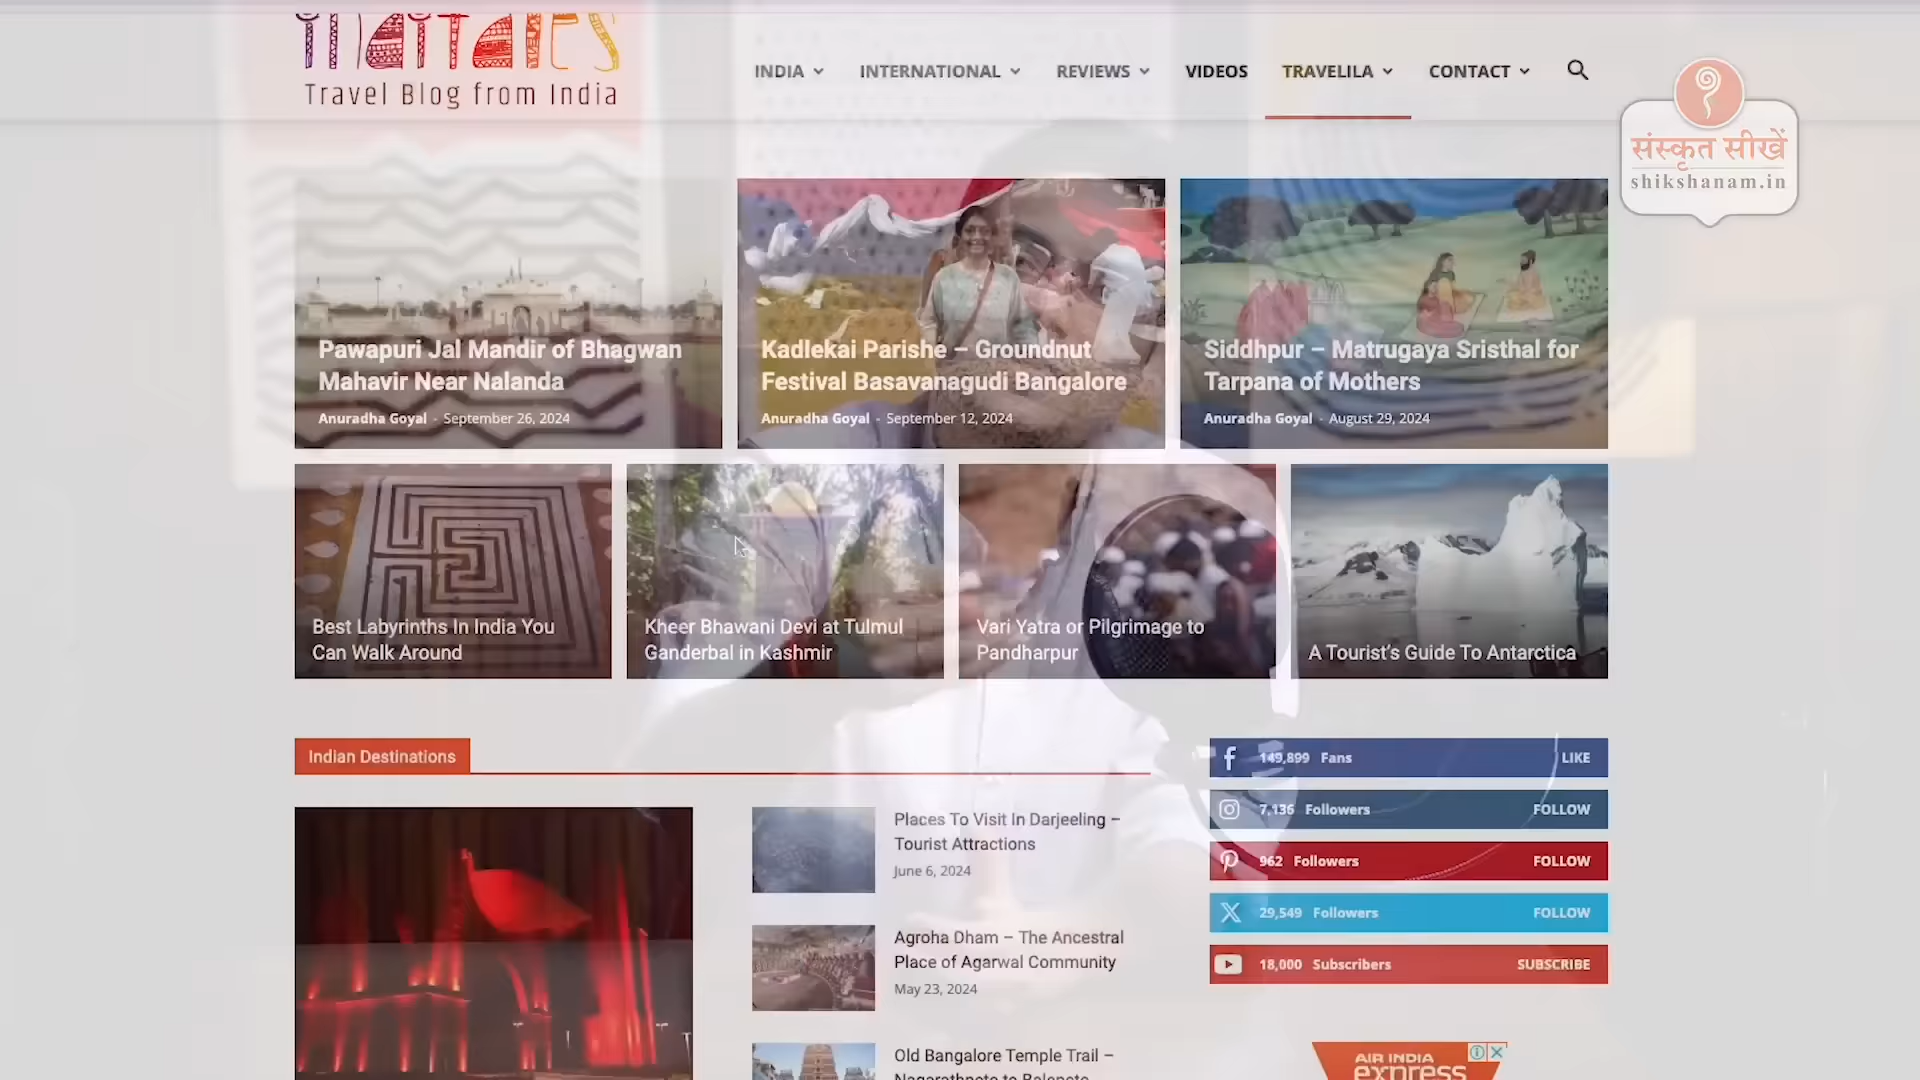 Travel Blog from India
INDIA
INTERNATIONAL
REVIEWS
VIDEOS
TRAVELILA
CONTACT
संस्कृत सीखें
shikshanam.in
Pawapuri Jal Mandir of Bhagwan
Mahavir Near Nalanda
Anuradha Goyal - September 26, 2024
Kadlekai Parishe – Groundnut
Festival Basavanagudi Bangalore
Anuradha Goyal - September 12, 2024
Siddhpur – Matrugaya Sristhal for
Tarpana of Mothers
Anuradha Goyal - August 29, 2024
Best Labyrinths In India You
Can Walk Around
Kheer Bhawani Devi at Tulmul
Ganderbal in Kashmir
Vari Yatra or Pilgrimage to
Pandharpur
A Tourist's Guide To Antarctica
Indian Destinations
Places To Visit In Darjeeling –
Tourist Attractions
June 6, 2024
Agroha Dham – The Ancestral
Place of Agarwal Community
May 23, 2024
Old Bangalore Temple Trail –
149,899 Fans LIKE
7,136 Followers FOLLOW
962 Followers FOLLOW
29,549 Followers FOLLOW
18,000 Subscribers SUBSCRIBE
AIR INDIA
express